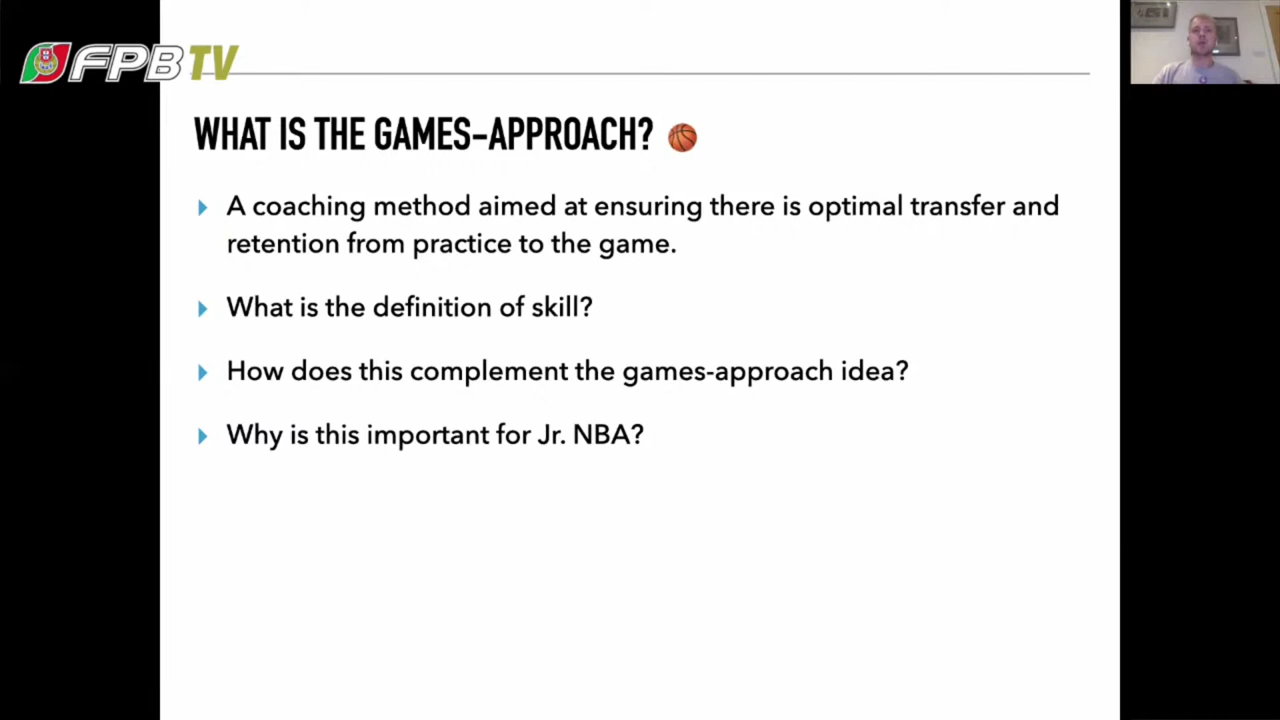 FPB TV
WHAT IS THE GAMES-APPROACH?
A coaching method aimed at ensuring there is optimal transfer and
retention from practice to the game.
What is the definition of skill?
How does this complement the games-approach idea?
Why is this important for Jr. NBA?